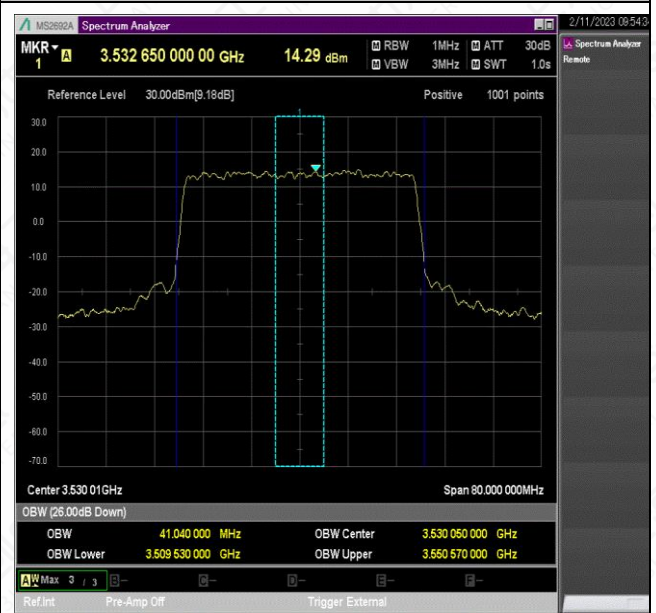 MS2692A Spectrum Analyzer
2/11/2023 09:54:3
MKR 1 A 3.532 650 000 00 GHz 14.29 dBm
M RBW 1MHz M ATT 30dB
M VBW 3MHz M SWT 1.0s
Spectrum Analyzer
Remote
Reference Level 30.00dBm[9.18dB] Positive 1001 points
1
30.0
20.0
10.0
0.0
-10.0
-20.0
-30.0
-40.0
-50.0
-60.0
-70.0
Center 3.530 01GHz Span 80.000 000MHz
OBW (26.00dB Down)
OBW 41.040 000 MHz OBW Center 3.530 050 000 GHz
OBW Lower 3.509 530 000 GHz OBW Upper 3.550 570 000 GHz
A W Max 3 / 3 B- C- D- E- F-
Ref.Int Pre-Amp Off Trigger External